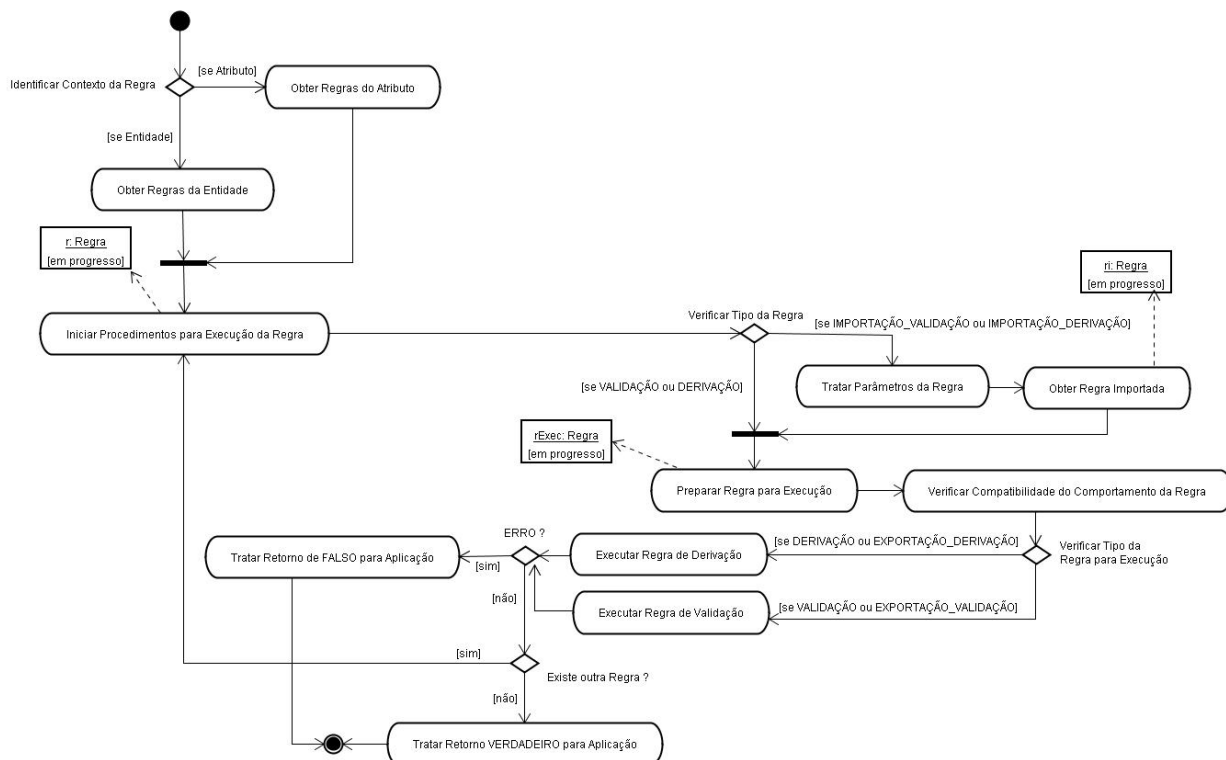 [se Atributo]
Identificar Contexto da Regra
Obter Regras do Atributo
[se Entidade]
Obter Regras da Entidade
r: Regra
[em progresso]
ri: Regra
[em progresso]
Iniciar Procedimentos para Execução da Regra
Verificar Tipo da Regra
[se IMPORTAÇÃO_VALIDAÇÃO ou IMPORTAÇÃO_DERIVAÇÃO]
[se VALIDAÇÃO ou DERIVAÇÃO]
Tratar Parâmetros da Regra
Obter Regra Importada
rExec: Regra
[em progresso]
Preparar Regra para Execução
Verificar Compatibilidade do Comportamento da Regra
ERRO ?
[se DERIVAÇÃO ou EXPORTAÇÃO_DERIVAÇÃO]
Tratar Retorno de FALSO para Aplicação
Executar Regra de Derivação
Verificar Tipo da
Regra para Execução
[sim]
[não]
Executar Regra de Validação
[se VALIDAÇÃO ou EXPORTAÇÃO_VALIDAÇÃO]
[sim]
Existe outra Regra ?
[não]
Tratar Retorno VERDADEIRO para Aplicação